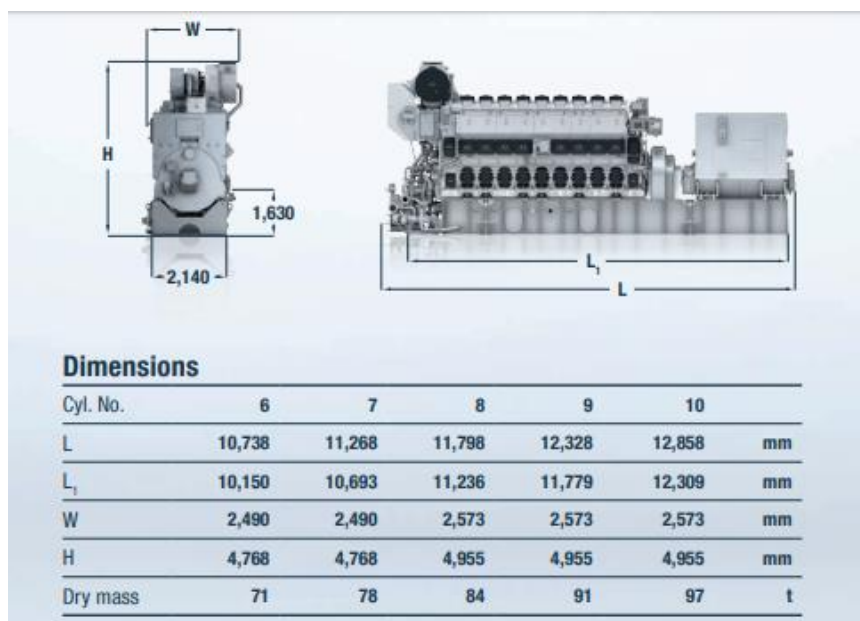 W
H
1,630
2,140
L₁
L
Dimensions
Cyl. No. 6 7 8 9 10
L 10,738 11,268 11,798 12,328 12,858 mm
L₁ 10,150 10,693 11,236 11,779 12,309 mm
W 2,490 2,490 2,573 2,573 2,573 mm
H 4,768 4,768 4,955 4,955 4,955 mm
Dry mass 71 78 84 91 97 t